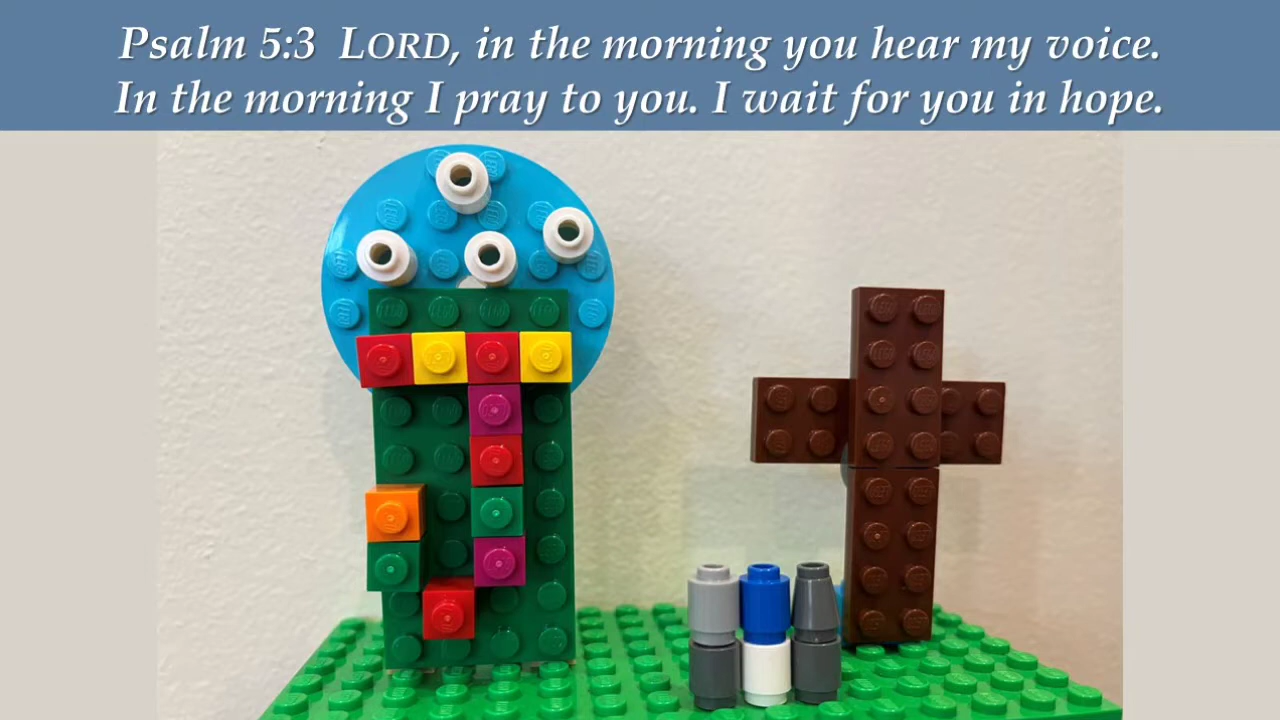 Psalm 5:3 LORD, in the morning you hear my voice.
In the morning I pray to you. I wait for you in hope.